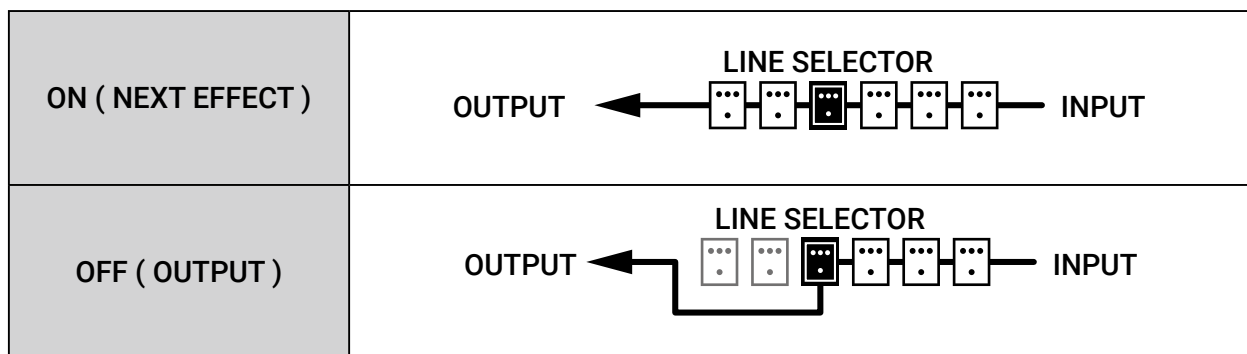 ON ( NEXT EFFECT )
LINE SELECTOR
OUTPUT
INPUT
OFF ( OUTPUT )
LINE SELECTOR
OUTPUT
INPUT